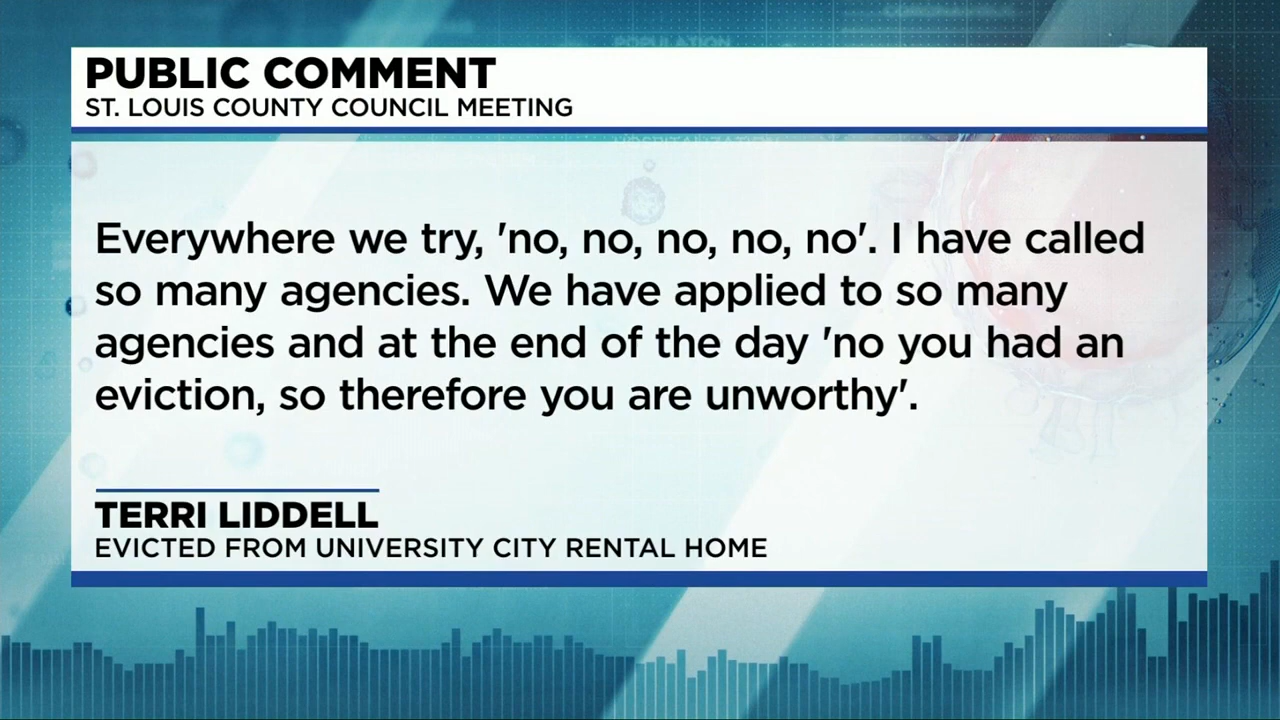 POPULATION
PUBLIC COMMENT
ST. LOUIS COUNTY COUNCIL MEETING
HOSPITALIZATION
Everywhere we try, 'no, no, no, no, no'. I have called
so many agencies. We have applied to so many
agencies and at the end of the day 'no you had an
eviction, so therefore you are unworthy'.
TERRI LIDDELL
EVICTED FROM UNIVERSITY CITY RENTAL HOME